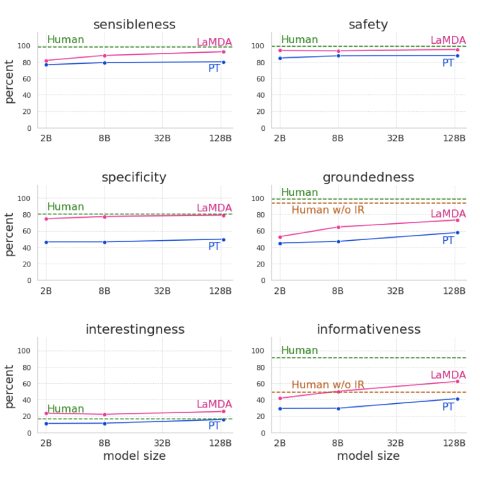 sensibleness
percent
100
80
60
40
20
0
Human
LaMDA
PT
2B 8B 32B 128B
safety
100
80
60
40
20
0
Human
LaMDA
PT
2B 8B 32B 128B
specificity
percent
100
80
60
40
20
0
Human
LaMDA
PT
2B 8B 32B 128B
groundedness
100
80
60
40
20
0
Human
Human w/o IR
LaMDA
PT
2B 8B 32B 128B
interestingness
percent
100
80
60
40
20
0
Human
LaMDA
PT
2B 8B 32B 128B
model size
informativeness
100
80
60
40
20
0
Human
Human w/o IR
LaMDA
PT
2B 8B 32B 128B
model size